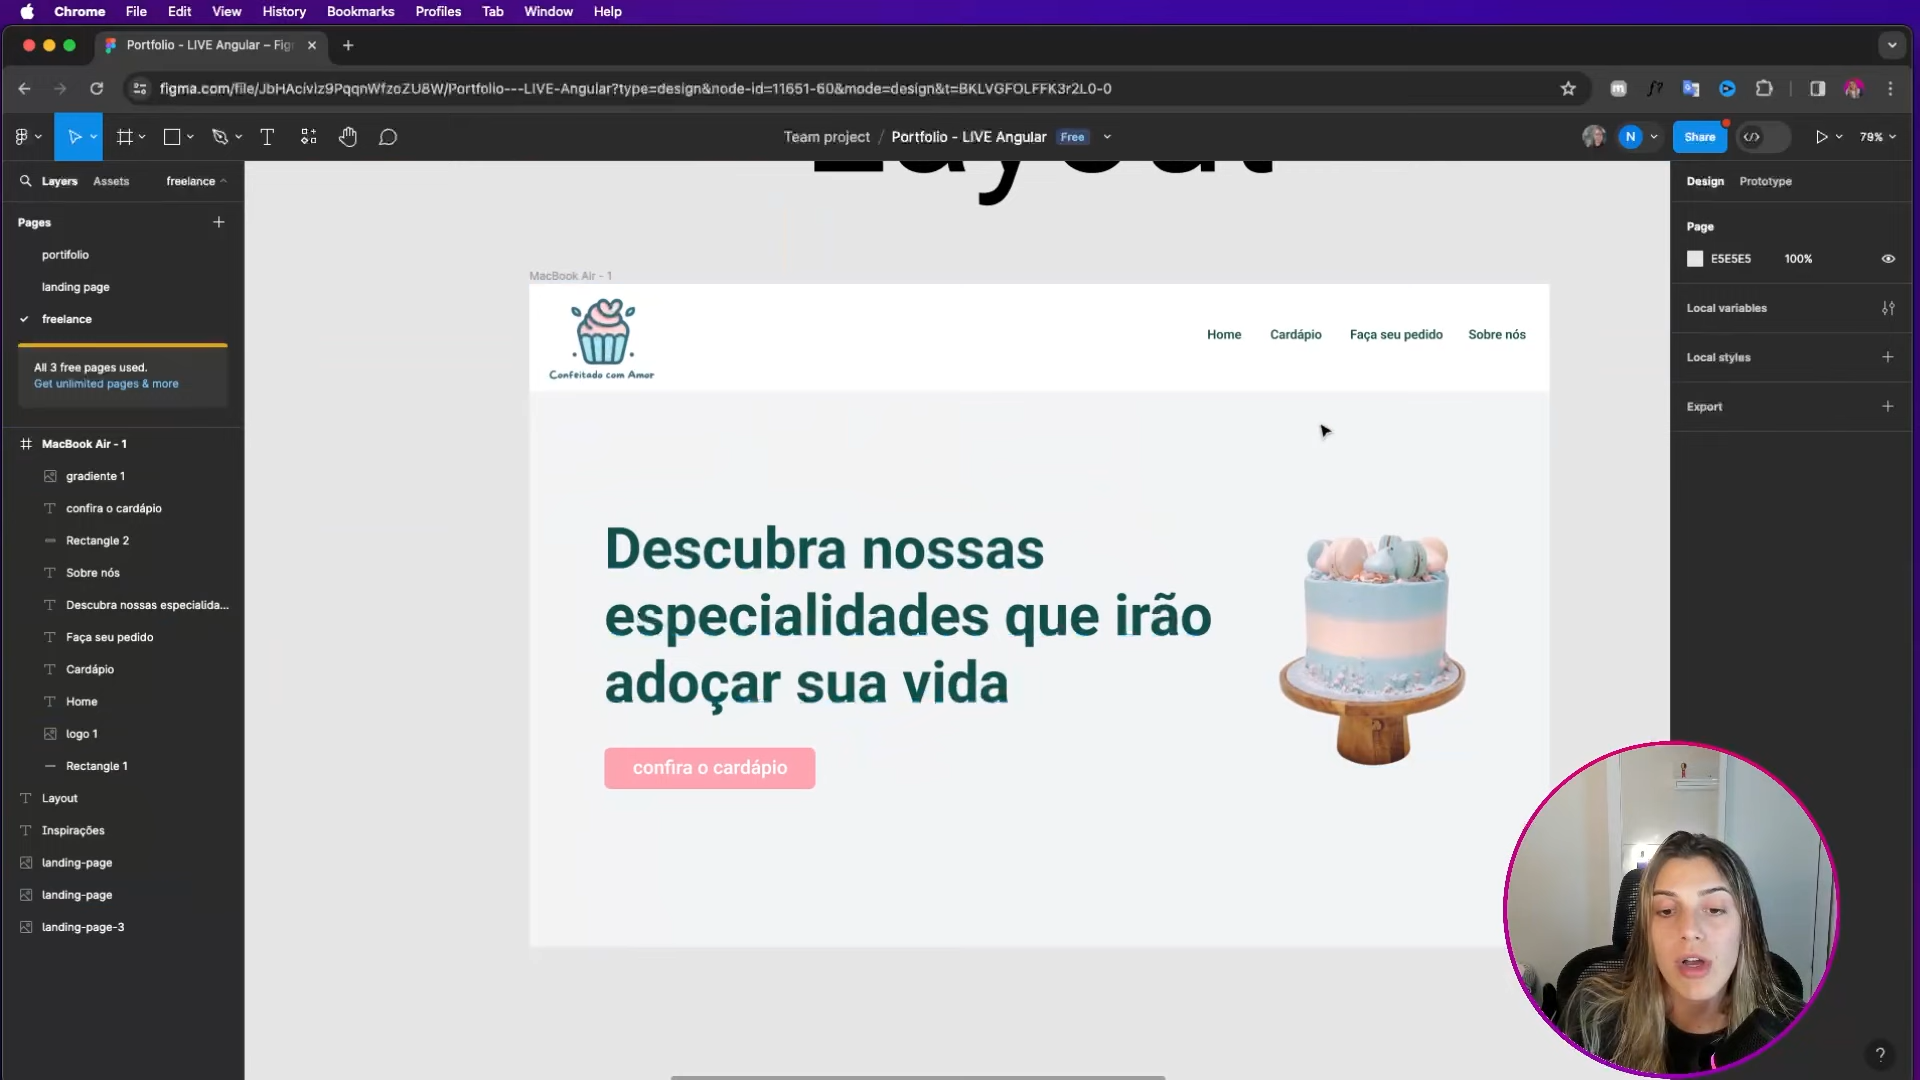 Chrome File Edit View History Bookmarks Profiles Tab Window Help
Portfolio - LIVE Angular – Fig
figma.com/file/JbHAcivIz9PqqnWfzoZU8W/Portfolio---LIVE-Angular?type=design&node-id=11651-60&mode=design&t=BKLVGFOLFFK3r2L0-0
Team project / Portfolio - LIVE Angular Free
N
Share
79%
Layers Assets freelance
Pages
portifolio
landing page
freelance
All 3 free pages used.
Get unlimited pages & more
MacBook Air - 1
gradiente 1
confira o cardápio
Rectangle 2
Sobre nós
Descubra nossas especialida...
Faça seu pedido
Cardápio
Home
logo 1
Rectangle 1
Layout
Inspirações
landing-page
landing-page
landing-page-3
Layout
MacBook Air - 1
Confeitado com Amor
Home Cardápio Faça seu pedido Sobre nós
Descubra nossas
especialidades que irão
adoçar sua vida
confira o cardápio
Design Prototype
Page
E5E5E5 100%
Local variables
Local styles
Export
?